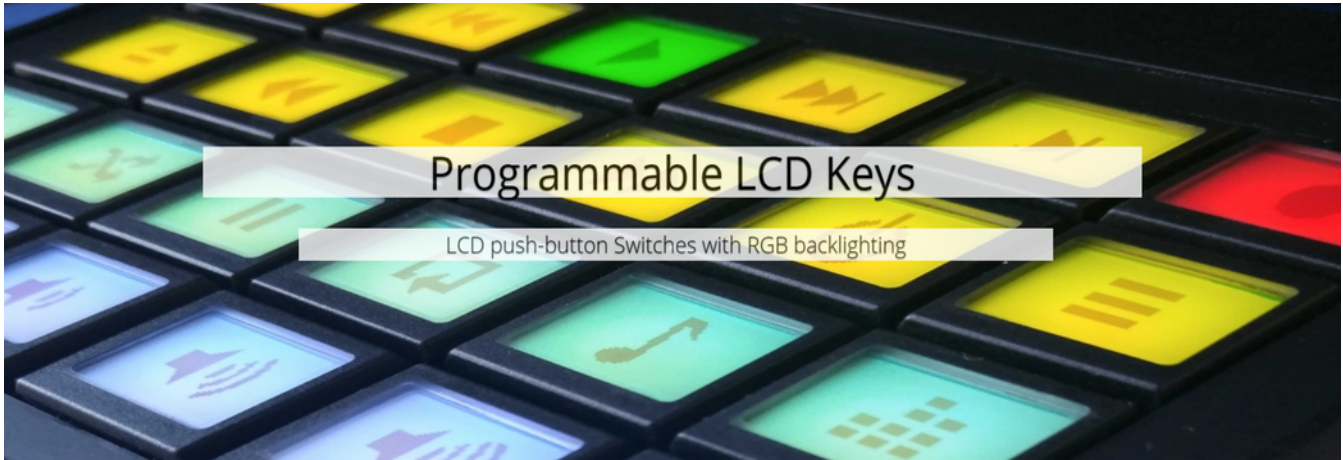 Programmable LCD Keys
LCD push-button Switches with RGB backlighting